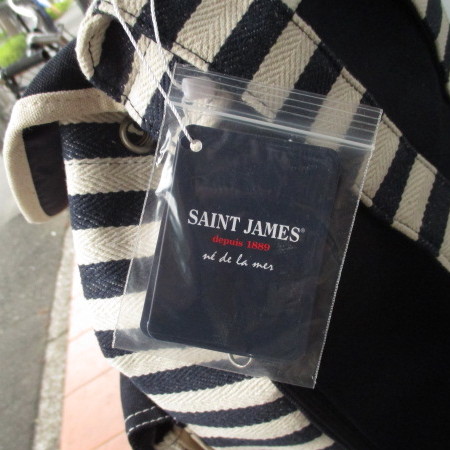 SAINT JAMES®
depuis 1889
né de la mer